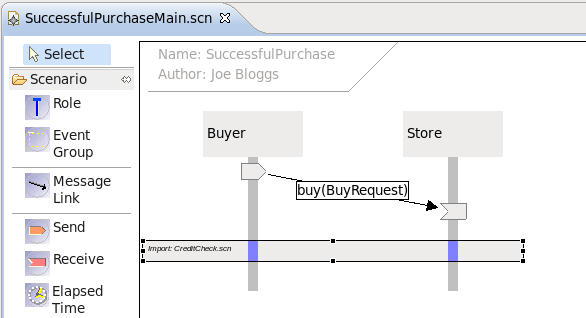 SuccessfulPurchaseMain.scn
Select
Scenario
Role
Event
Group
Message
Link
Send
Receive
Elapsed
Time
Name: SuccessfulPurchase
Author: Joe Bloggs
Buyer
Store
buy(BuyRequest)
Import: CreditCheck.scn